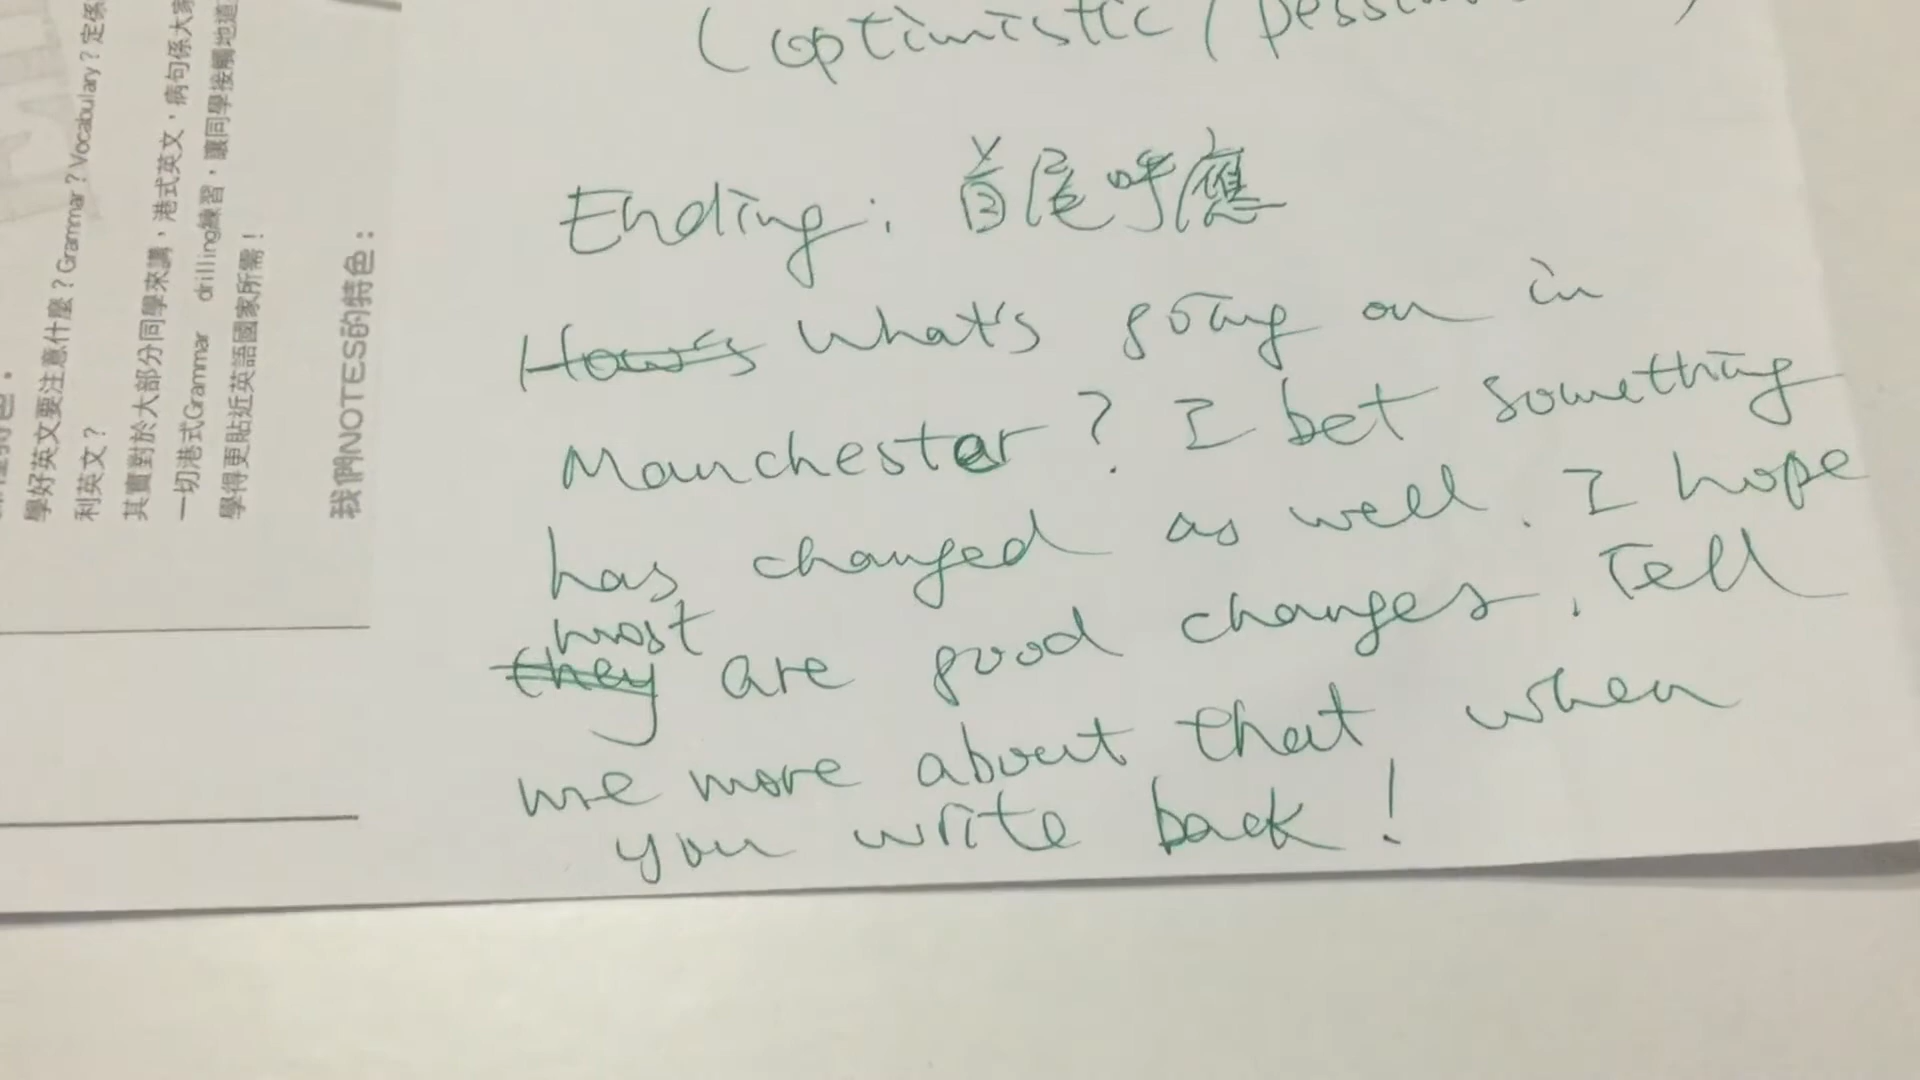 (optimistic /
Ending: 首尾呼應
How's What's going on in
Manchester? I bet something
has changed as well. I hope
most
they are good changes. Tell
me more about that when
you write back!
學好英文要注意什麼?Grammar?Vocabulary?定係
利英文?
其實對於大部分同學來講,港式英文,病句係大家
一切港式Grammar drilling練習,讓同學接觸地道
學得更貼近英語國家所需!
我們NOTES的特色: